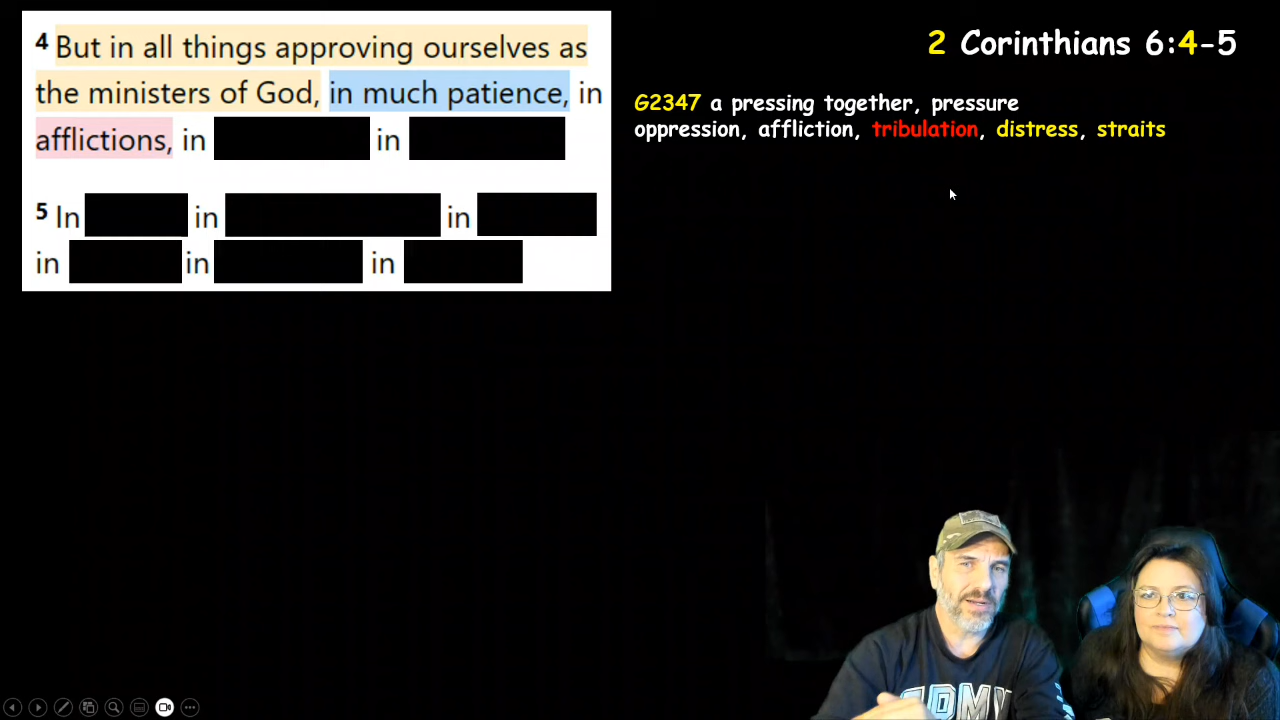 4 But in all things approving ourselves as
the ministers of God, in much patience, in
afflictions, in in
5 In in in
in in in
2 Corinthians 6:4-5
G2347 a pressing together, pressure
oppression, affliction, tribulation, distress, straits
ARMY